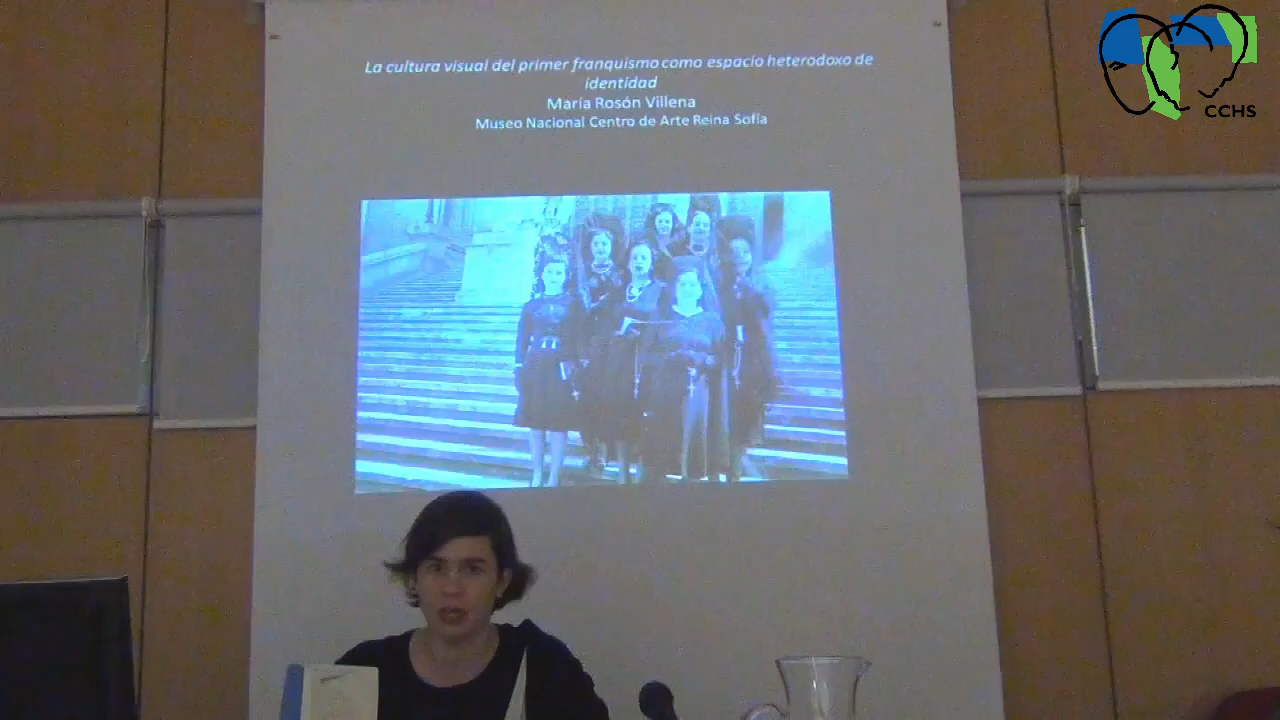 La cultura visual del primer franquismo como espacio heterodoxo de
identidad
María Rosón Villena
Museo Nacional Centro de Arte Reina Sofía
CCHS